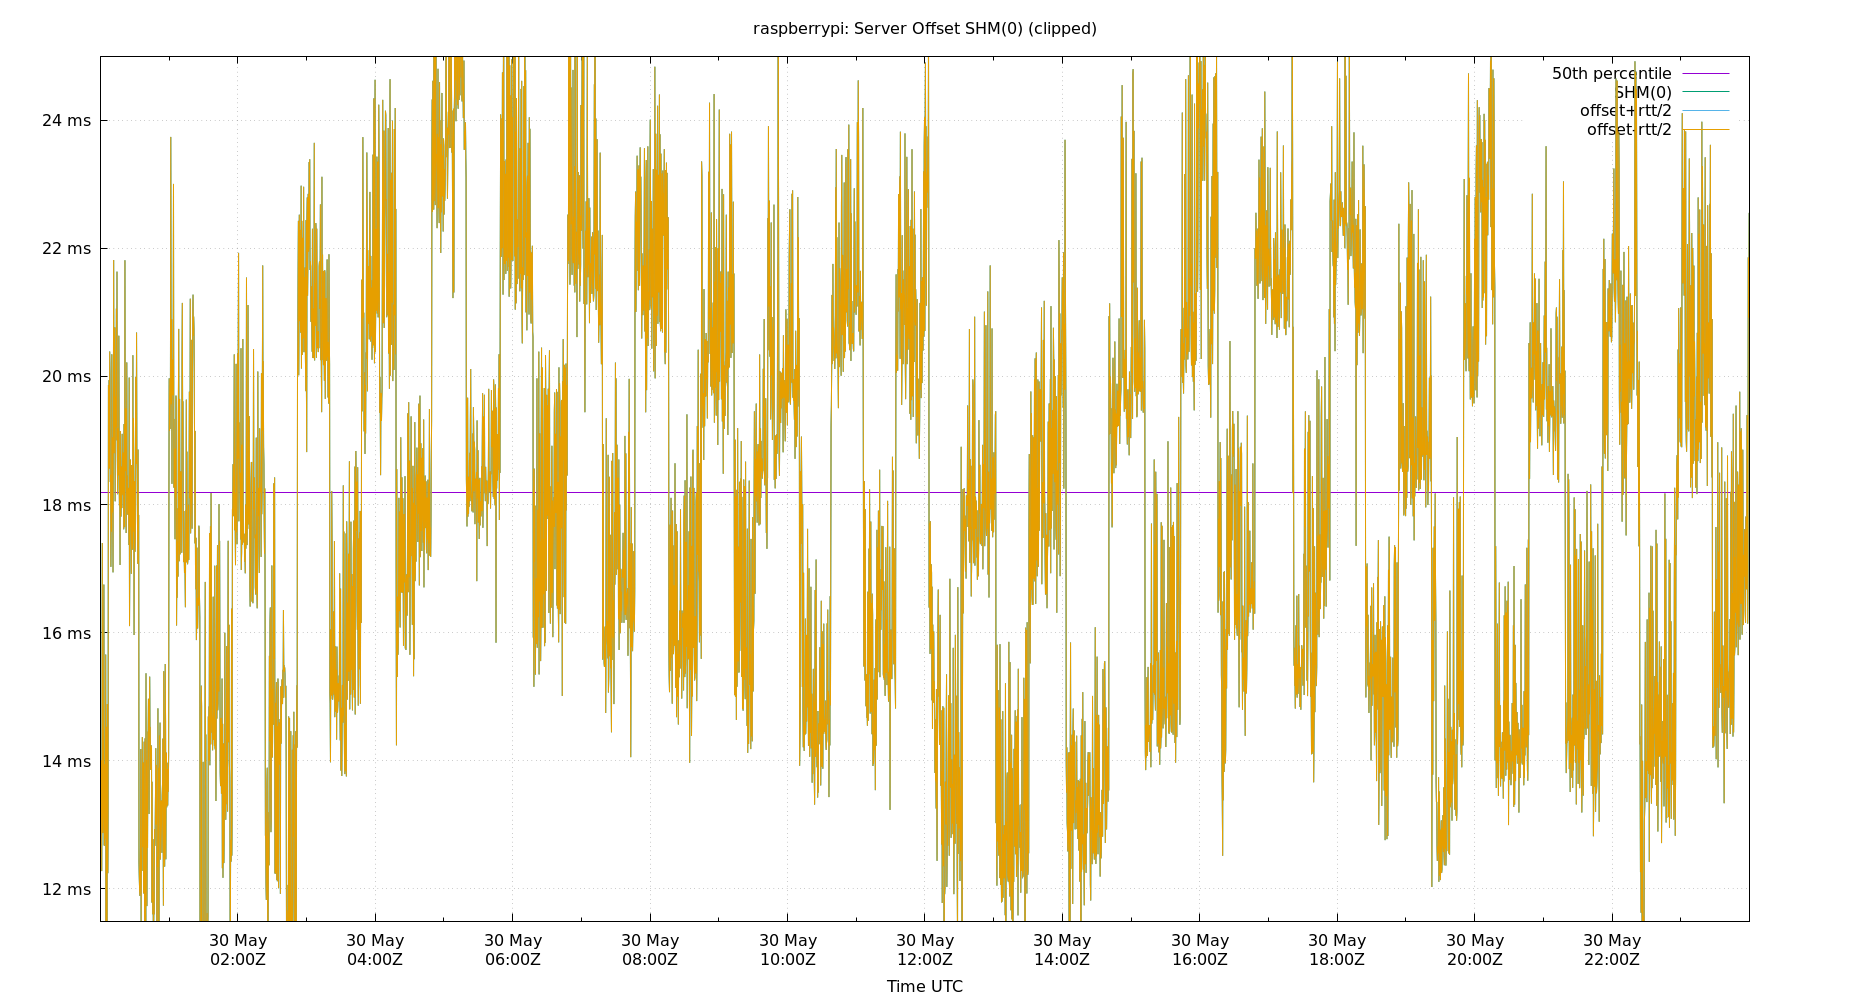 raspberrypi: Server Offset SHM(0) (clipped)
50th percentile
SHM(0)
offset+rtt/2
offset-rtt/2
24 ms
22 ms
20 ms
18 ms
16 ms
14 ms
12 ms
30 May 30 May 30 May 30 May 30 May 30 May 30 May 30 May 30 May 30 May 30 May
02:00Z 04:00Z 06:00Z 08:00Z 10:00Z 12:00Z 14:00Z 16:00Z 18:00Z 20:00Z 22:00Z
Time UTC